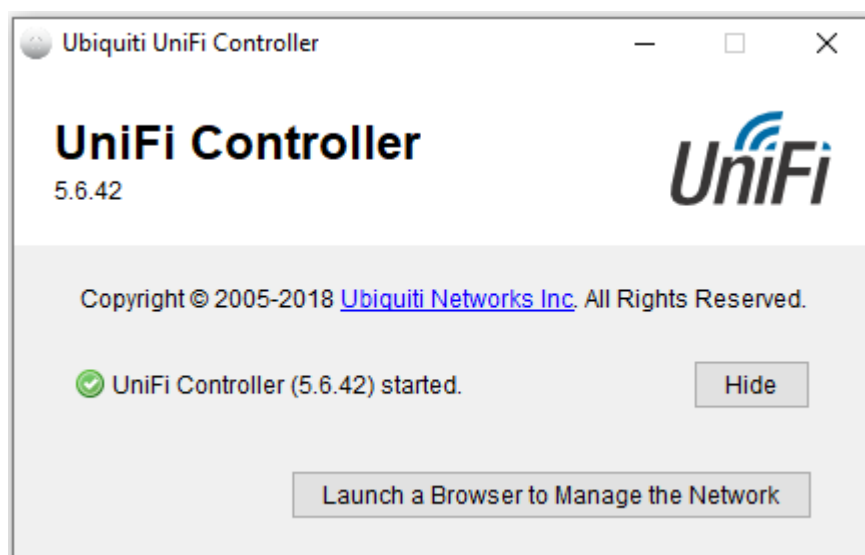 Ubiquiti UniFi Controller
UniFi Controller
5.6.42
UniFi
Copyright © 2005-2018 Ubiquiti Networks Inc. All Rights Reserved.
UniFi Controller (5.6.42) started.
Hide
Launch a Browser to Manage the Network